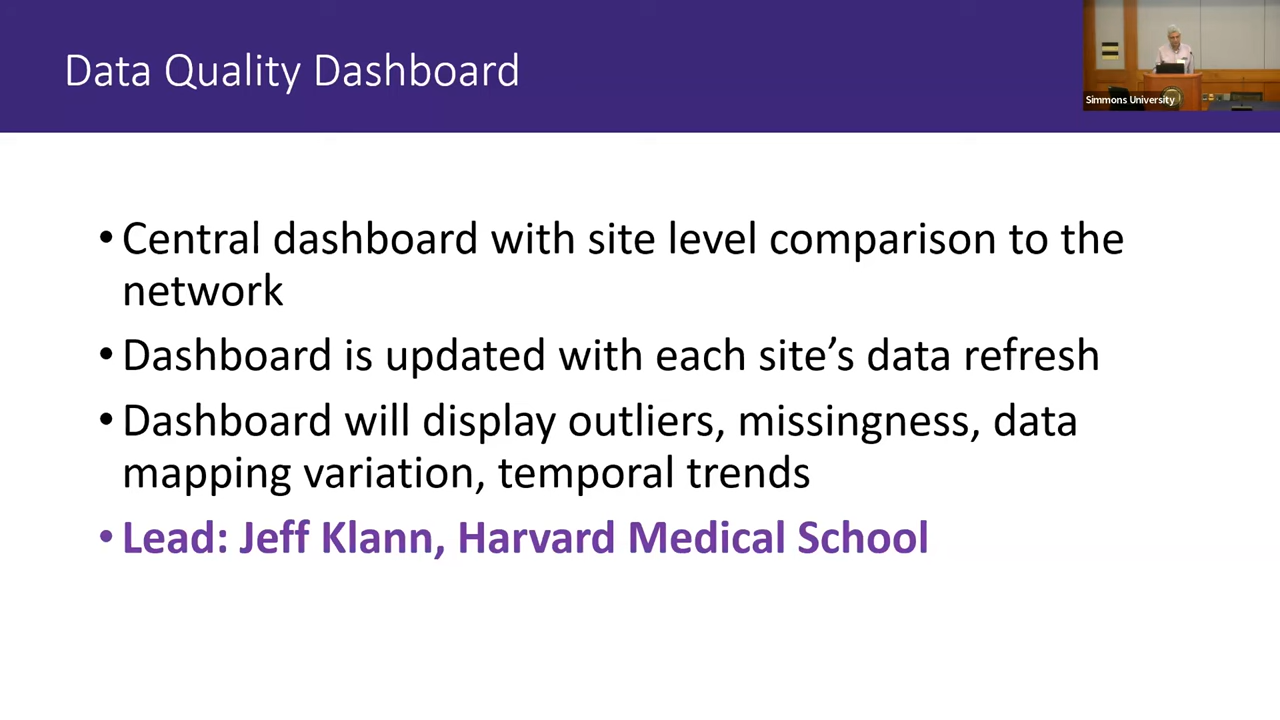 Data Quality Dashboard
Simmons University
• Central dashboard with site level comparison to the
network
• Dashboard is updated with each site’s data refresh
• Dashboard will display outliers, missingness, data
mapping variation, temporal trends
• Lead: Jeff Klann, Harvard Medical School